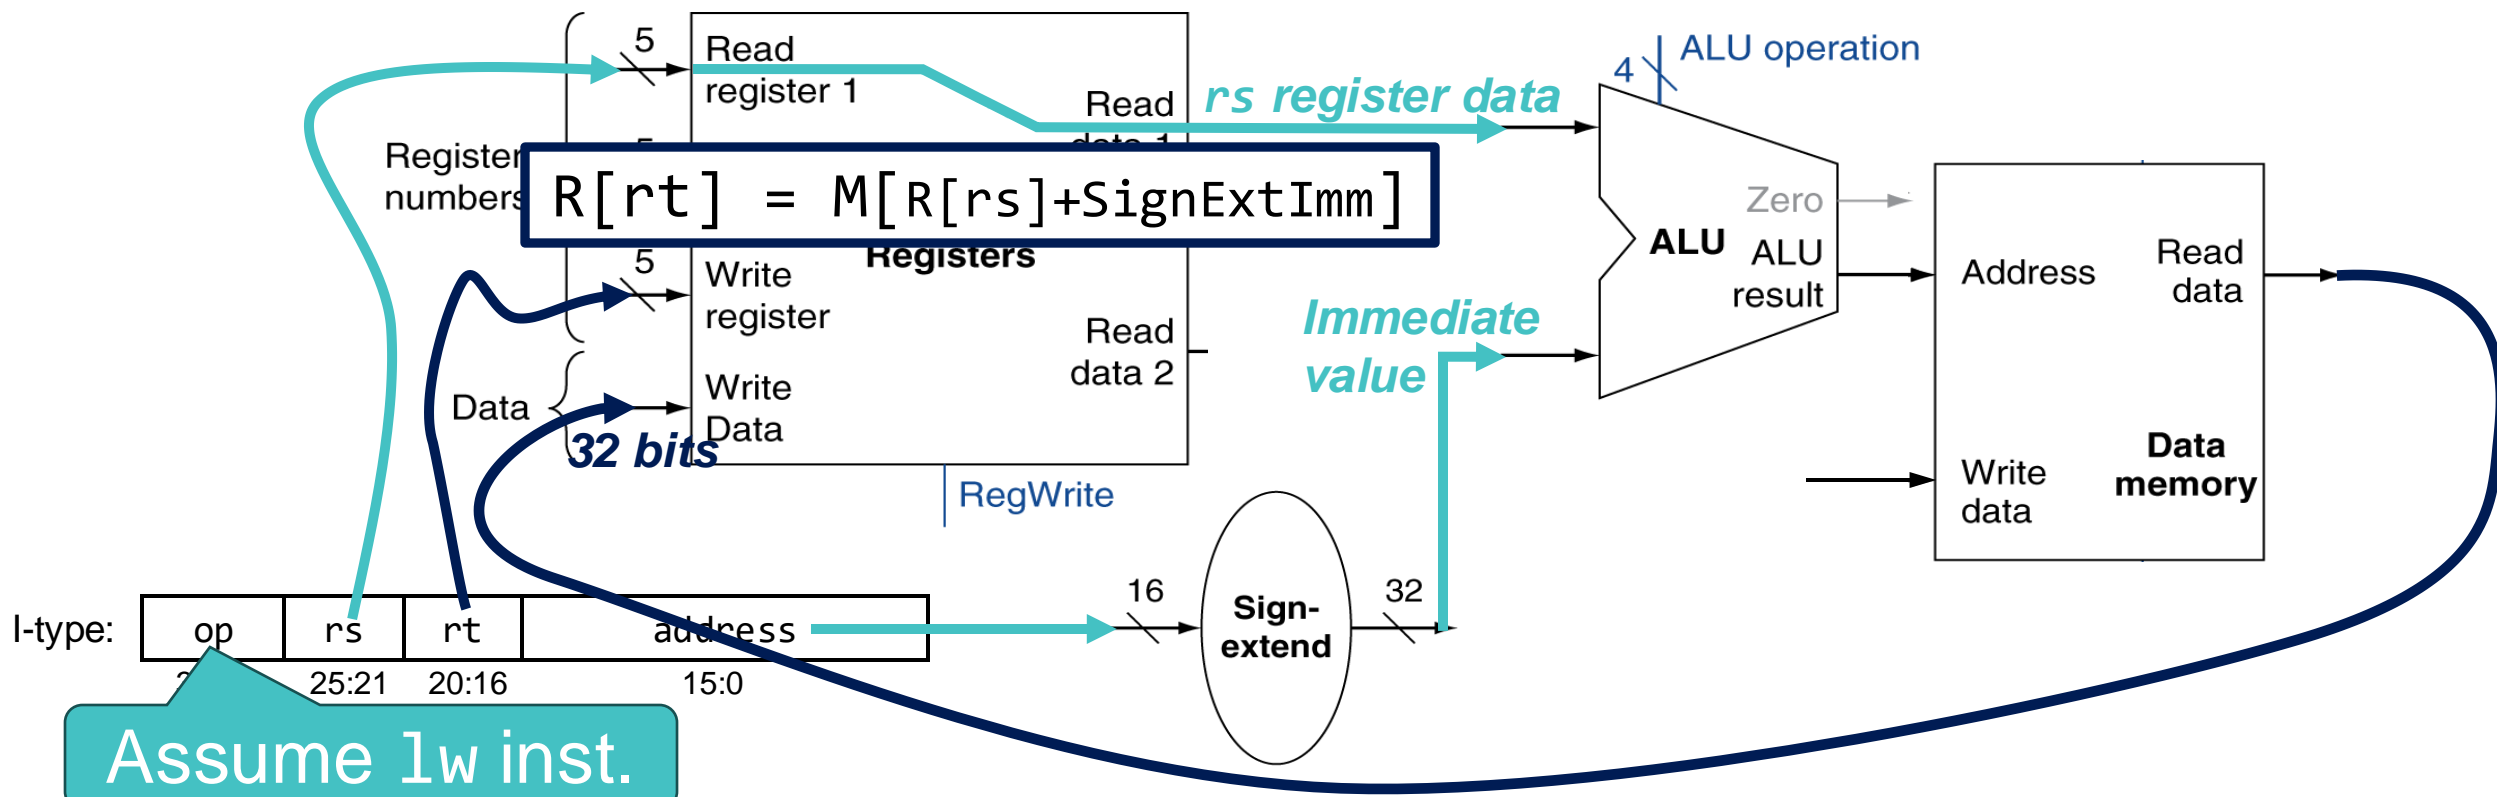 5
Read
register 1
Read
data 1
rs register data
4
ALU operation
Register
numbers
R[rt] = M[R[rs]+SignExtImm]
Registers
5
Write
register
Read
data 2
Data
Write
Data
32 bits
RegWrite
Immediate
value
Zero
ALU
ALU
result
Address
Read
data
Write
data
Data
memory
16
Sign-
extend
32
I-type:
op
rs
rt
address
25:21
20:16
15:0
Assume lw inst.